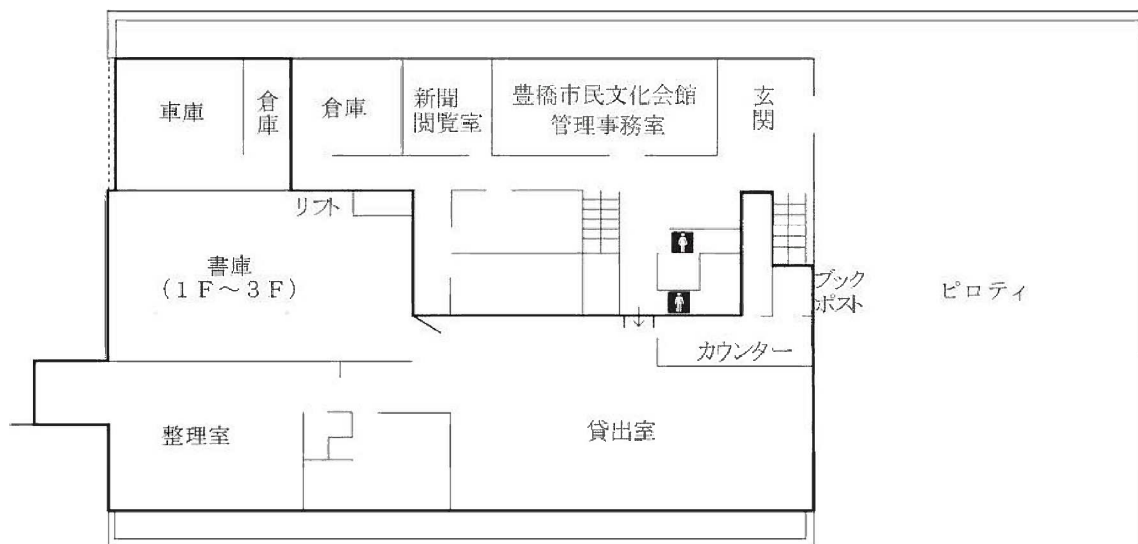 車庫
倉庫
倉庫
新聞
閲覧室
豊橋市民文化会館
管理事務室
玄関
リフト
書庫
(1F~3F)
ブック
ポスト
ピロティ
カウンター
整理室
貸出室